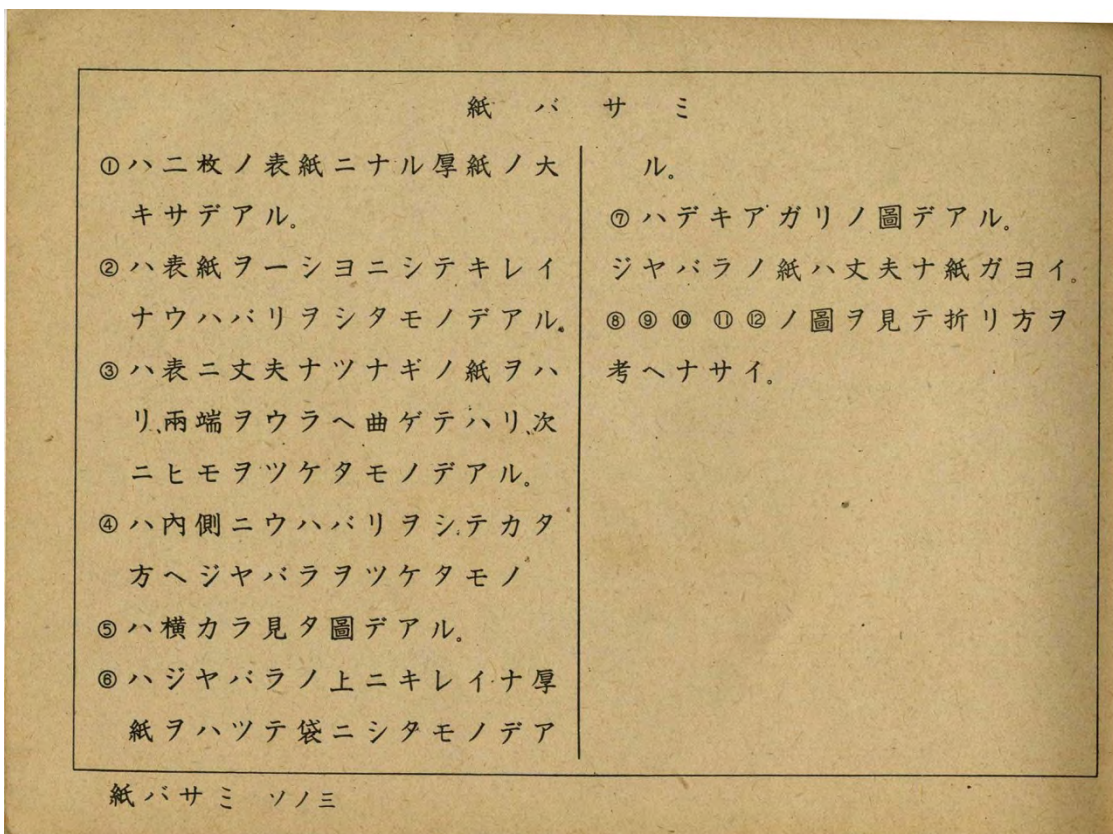 紙バサミ
①ハ二枚ノ表紙ニナル厚紙ノ大
キサデアル。
②ハ表紙ヲ一シヨニシテキレイ
ナウハバリヲシタモノデアル。
③ハ表ニ丈夫ナツナギノ紙ヲハ
リ、兩端ヲウラヘ曲ゲテハリ、次
ニヒモヲツケタモノデアル。
④ハ內側ニウハバリヲシテカタ
方ヘジヤバラヲツケタモノ
⑤ハ橫カラ見タ圖デアル。
⑥ハジヤバラノ上ニキレイナ厚
紙ヲハツテ袋ニシタモノデア
ル。
⑦ハデキアガリノ圖デアル。
ジヤバラノ紙ハ丈夫ナ紙ガヨイ。
⑧⑨⑩⑪⑫ノ圖ヲ見テ折リ方ヲ
考ヘナサイ。
紙バサミ ソノ三